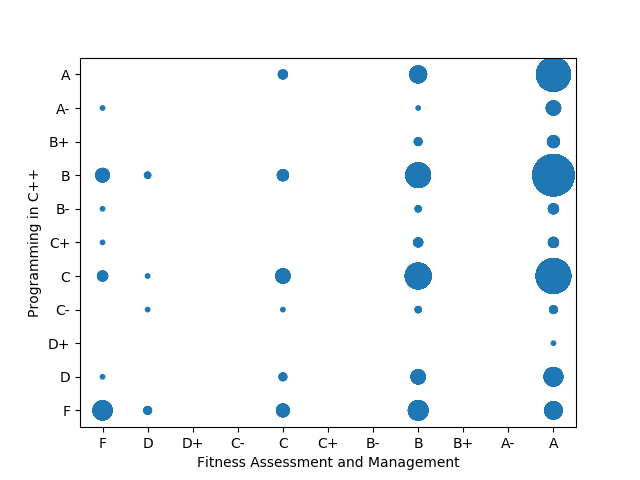 A
A-
B+
B
B-
C+
C
C-
D+
D
F
Programming in C++
F D D+ C- C C+ B- B B+ A- A
Fitness Assessment and Management